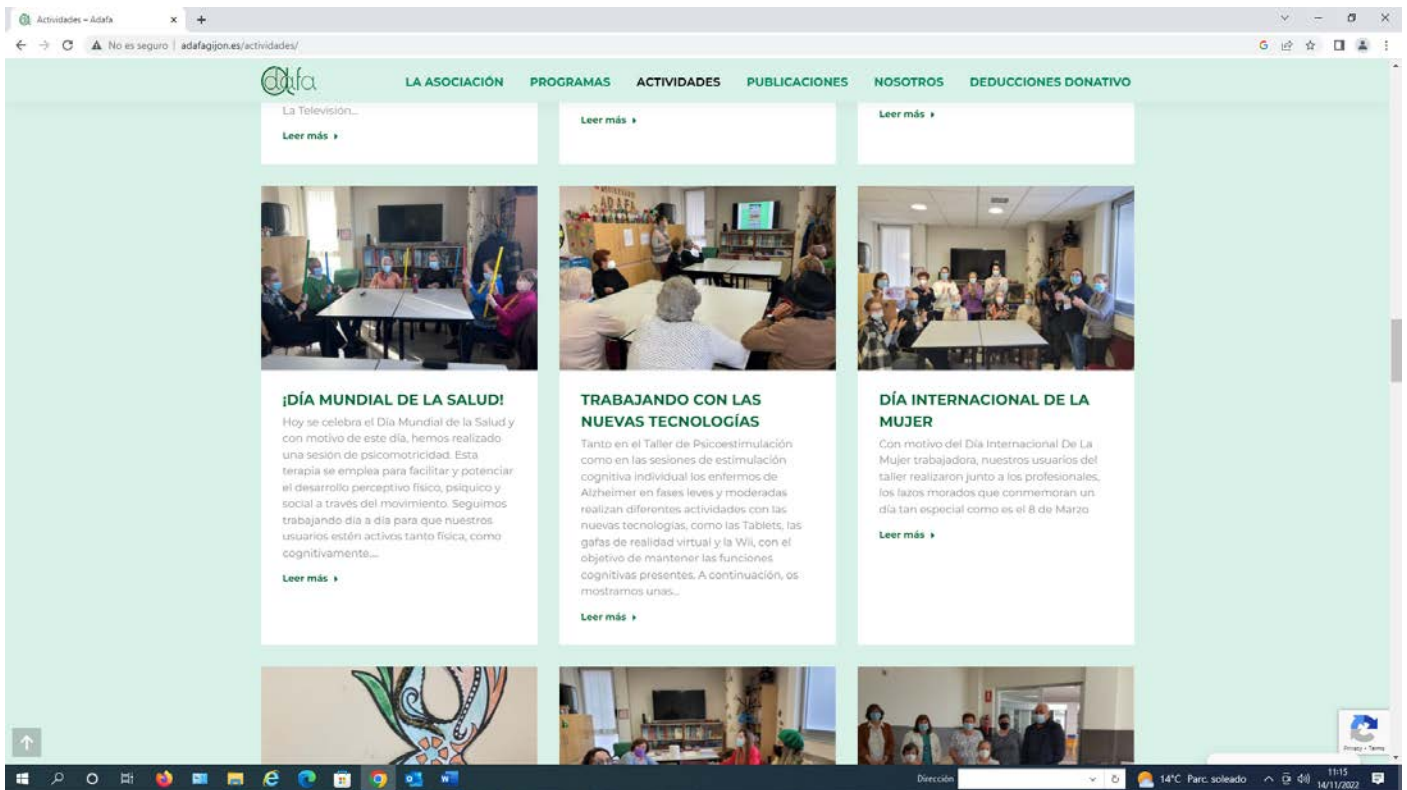 Actividades – Adafa
No es seguro | adafagijon.es/actividades/
adafa
LA ASOCIACIÓN PROGRAMAS ACTIVIDADES PUBLICACIONES NOSOTROS DEDUCCIONES DONATIVO
La Televisión...
Leer más
Leer más
Leer más
ADAFA
¡DÍA MUNDIAL DE LA SALUD!
Hoy se celebra el Día Mundial de la Salud y
con motivo de este día, hemos realizado
una sesión de psicomotricidad. Esta
terapia se emplea para facilitar y potenciar
el desarrollo perceptivo físico, psíquico y
social a través del movimiento. Seguimos
trabajando día a día para que nuestros
usuarios estén activos tanto física, como
cognitivamente....
Leer más
TRABAJANDO CON LAS
NUEVAS TECNOLOGÍAS
Tanto en el Taller de Psicoestimulación
como en las sesiones de estimulación
cognitiva individual los enfermos de
Alzheimer en fases leves y moderadas
realizan diferentes actividades con las
nuevas tecnologías, como las Tablets, las
gafas de realidad virtual y la Wii, con el
objetivo de mantener las funciones
cognitivas presentes. A continuación, os
mostramos unas...
Leer más
DÍA INTERNACIONAL DE LA
MUJER
Con motivo del Día Internacional De La
Mujer trabajadora, nuestros usuarios del
taller realizaron junto a los profesionales,
los lazos morados que conmemoran un
día tan especial como es el 8 de Marzo
Leer más
Privacy - Terms
Dirección
14°C Parc. soleado
11:15
14/11/2022